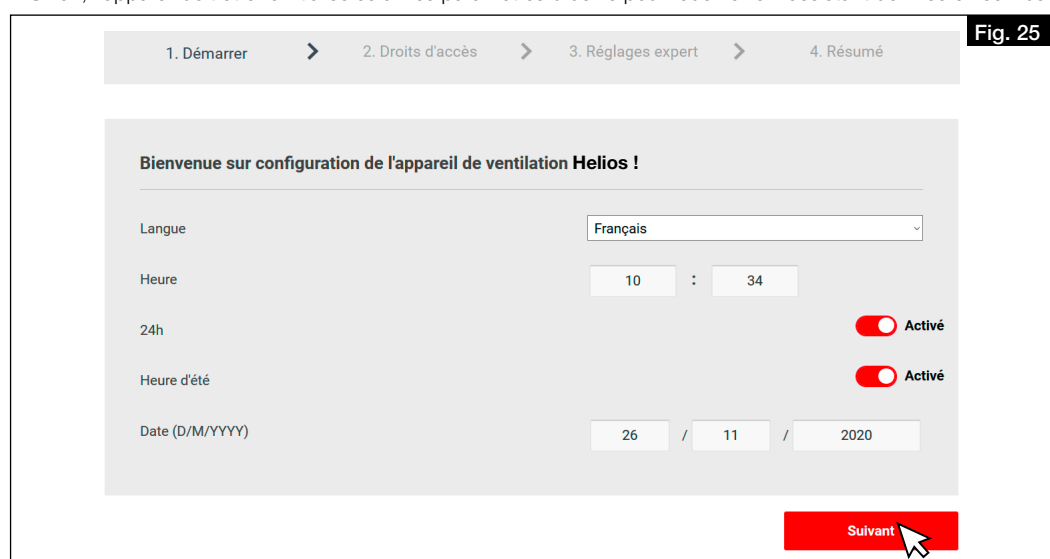 Fig. 25
1. Démarrer > 2. Droits d'accès > 3. Réglages expert > 4. Résumé
Bienvenue sur configuration de l'appareil de ventilation Helios !
Langue Français
Heure 10 : 34
24h Activé
Heure d'été Activé
Date (D/M/YYYY) 26 / 11 / 2020
Suivant